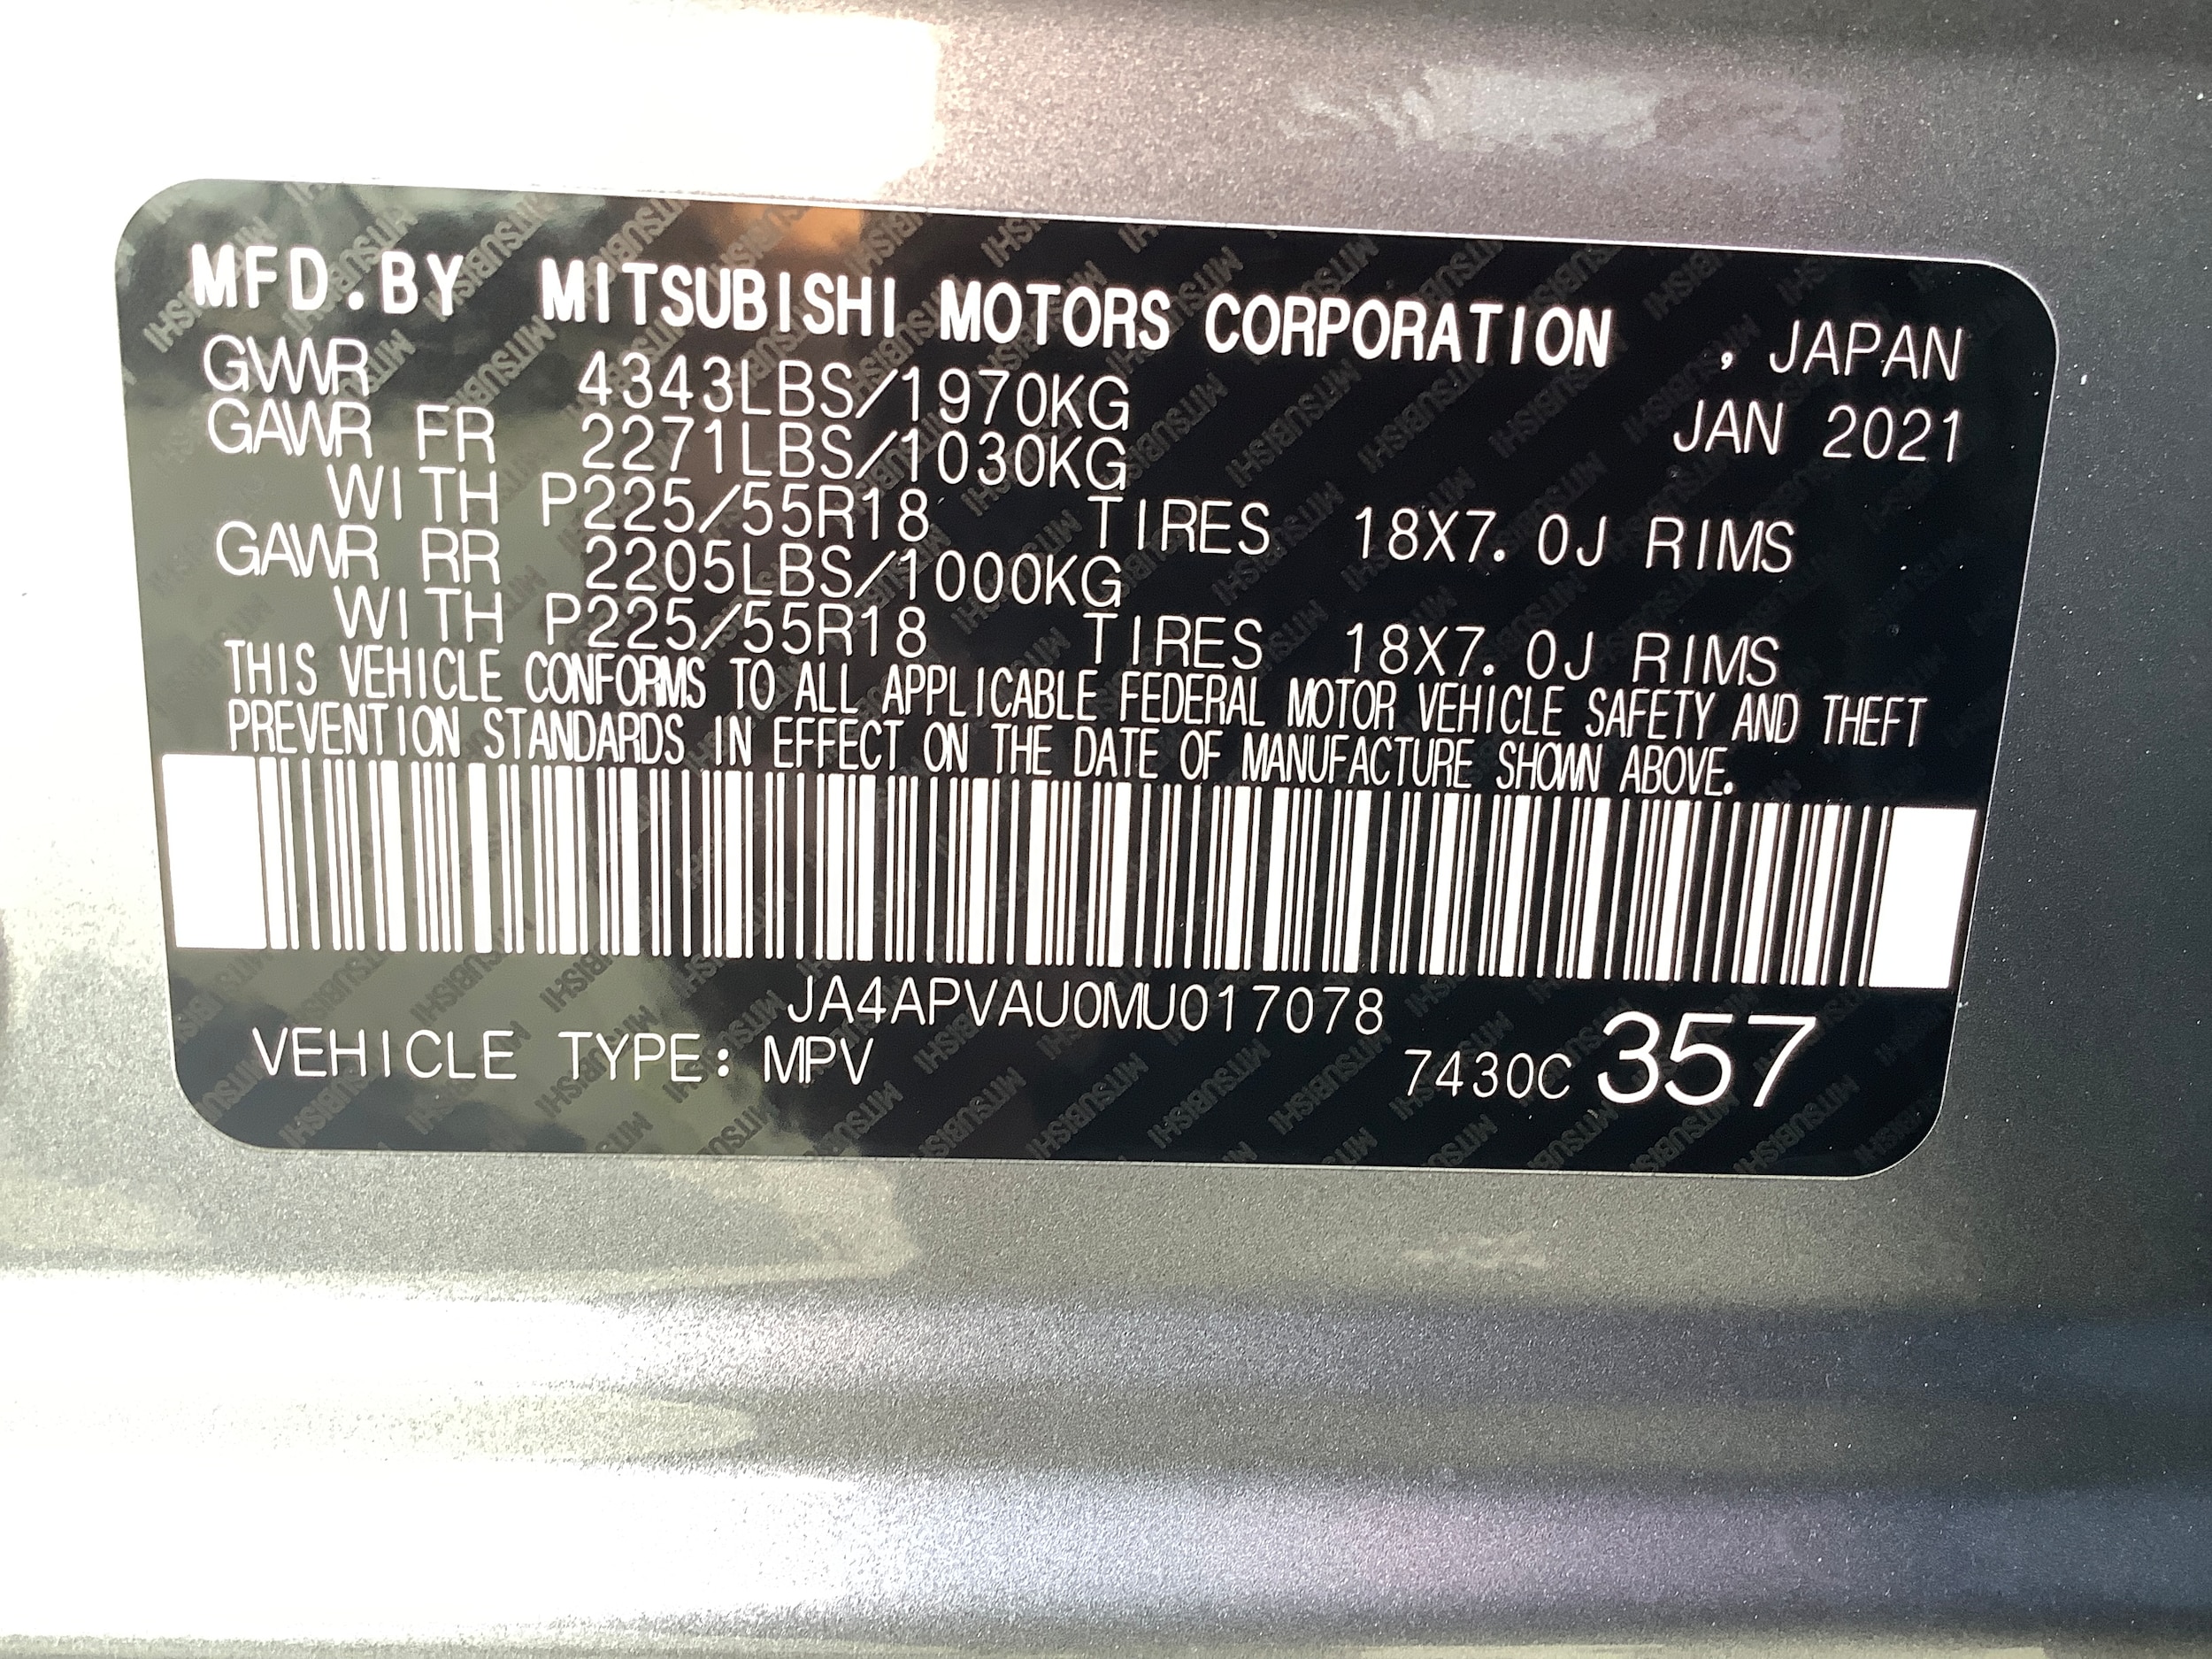 MFD.BY MITSUBISHI MOTORS CORPORATION , JAPAN
GVWR 4343LBS/1970KG JAN 2021
GAWR FR 2271LBS/1030KG
WITH P225/55R18 TIRES 18X7.0J RIMS
GAWR RR 2205LBS/1000KG
WITH P225/55R18 TIRES 18X7.0J RIMS
THIS VEHICLE CONFORMS TO ALL APPLICABLE FEDERAL MOTOR VEHICLE SAFETY AND THEFT
PREVENTION STANDARDS IN EFFECT ON THE DATE OF MANUFACTURE SHOWN ABOVE.
JA4APVAU0MU017078
VEHICLE TYPE: MPV 7430C 357